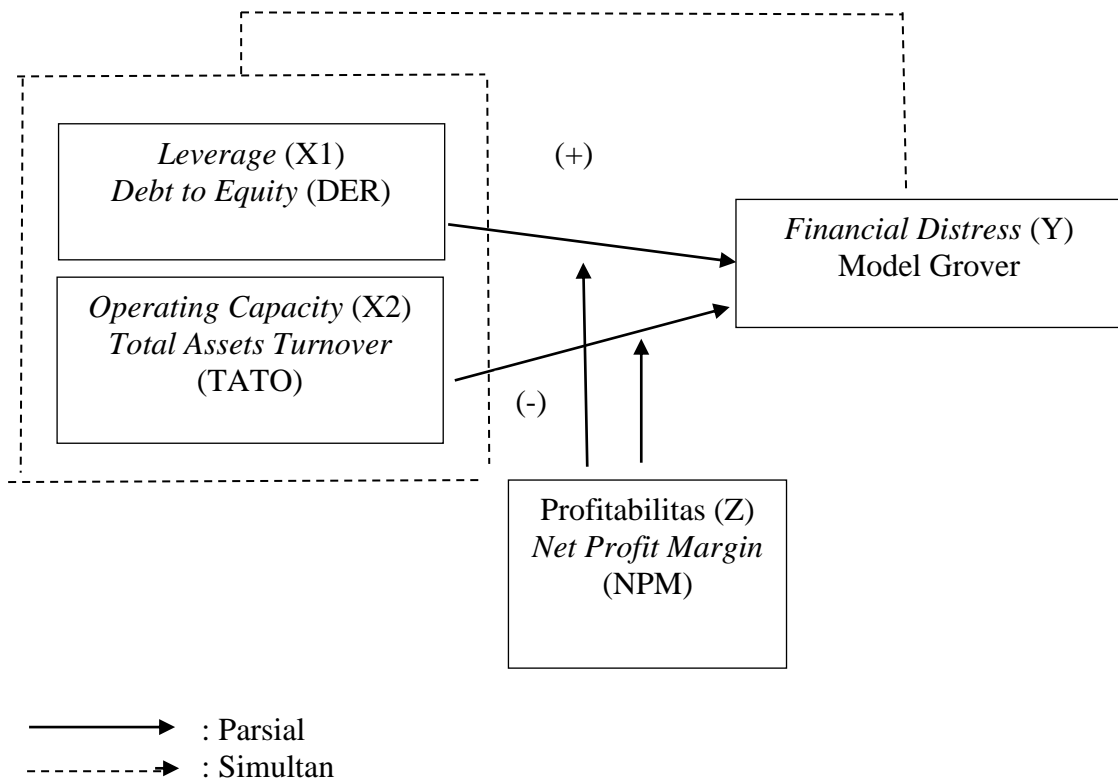 Leverage (X1)
Debt to Equity (DER)
(+)
Financial Distress (Y)
Model Grover
Operating Capacity (X2)
Total Assets Turnover
(TATO)
(-)
Profitabilitas (Z)
Net Profit Margin
(NPM)
: Parsial
: Simultan